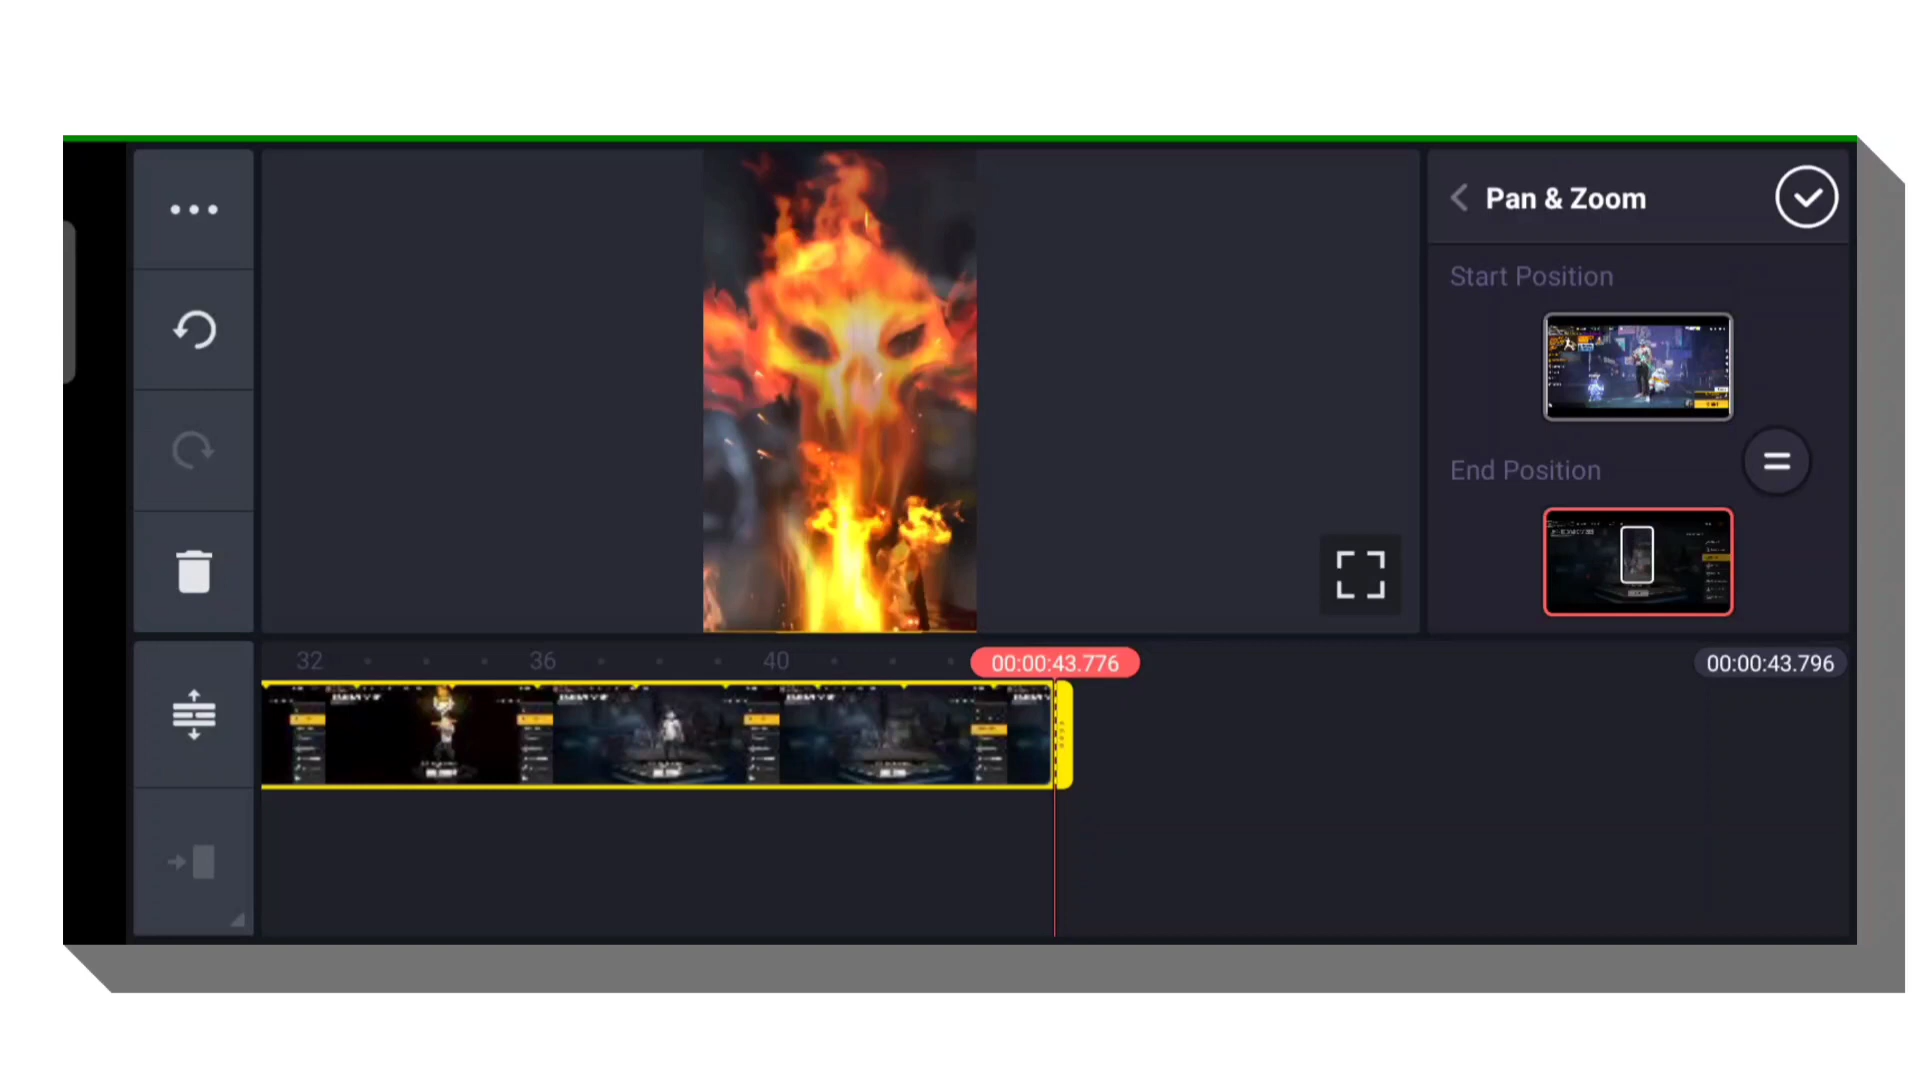 Pan & Zoom
Start Position
End Position
32
36
40
00:00:43.776
00:00:43.796